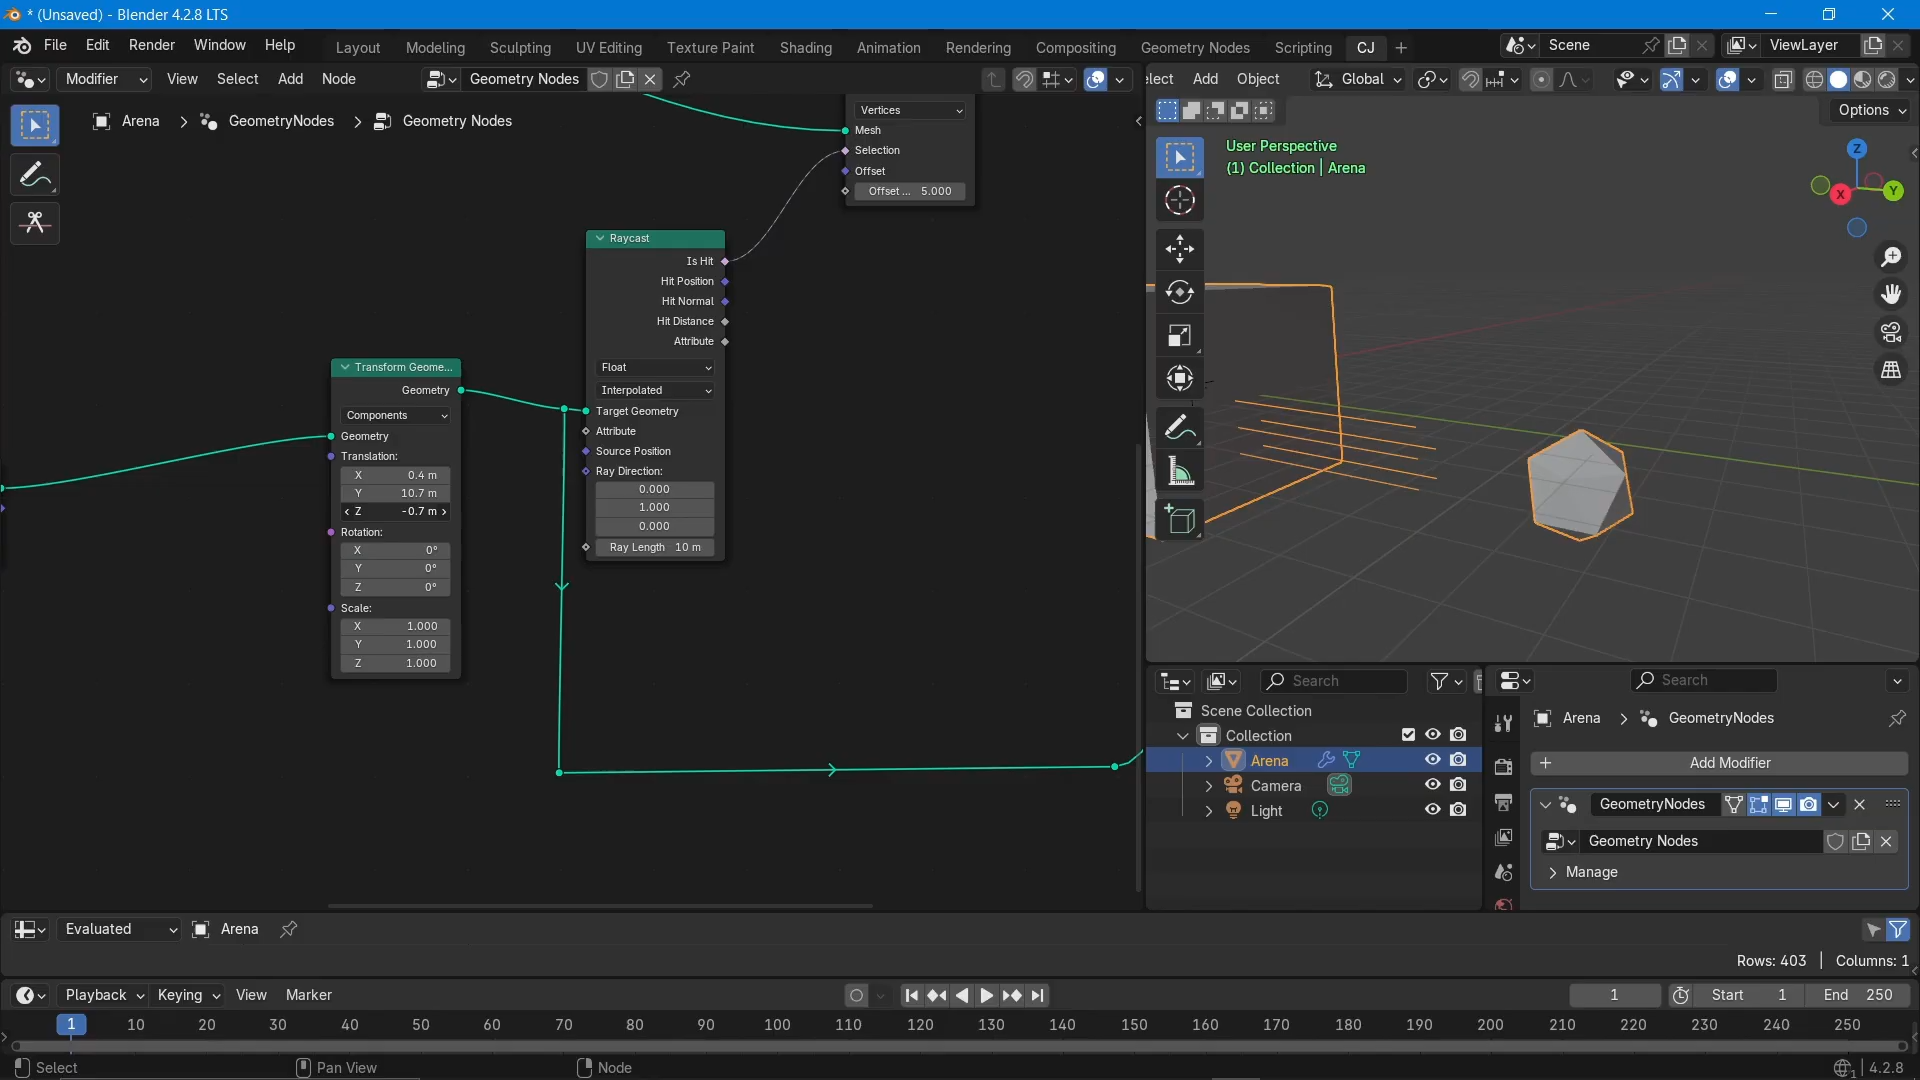 * (Unsaved) - Blender 4.2.8 LTS
File Edit Render Window Help
Layout Modeling Sculpting UV Editing Texture Paint Shading Animation Rendering Compositing Geometry Nodes Scripting CJ
Scene
ViewLayer
Modifier View Select Add Node
Geometry Nodes
elect Add Object
Global
Options
Arena > GeometryNodes > Geometry Nodes
Vertices
Mesh
Selection
Offset
Offset ... 5.000
Raycast
Is Hit
Hit Position
Hit Normal
Hit Distance
Attribute
Float
Interpolated
Target Geometry
Attribute
Source Position
Ray Direction:
0.000
1.000
0.000
Ray Length 10 m
Transform Geome...
Geometry
Components
Geometry
Translation:
X 0.4 m
Y 10.7 m
Z -0.7 m
Rotation:
X 0°
Y 0°
Z 0°
Scale:
X 1.000
Y 1.000
Z 1.000
User Perspective
(1) Collection | Arena
Z
X
Y
Search
Scene Collection
Collection
Arena
Camera
Light
Search
Arena > GeometryNodes
+ Add Modifier
GeometryNodes
Geometry Nodes
Manage
Evaluated Arena
Rows: 403 | Columns: 1
Playback Keying View Marker
1
Start 1
End 250
1 10 20 30 40 50 60 70 80 90 100 110 120 130 140 150 160 170 180 190 200 210 220 230 240 250
Select Pan View Node
1 | 4.2.8